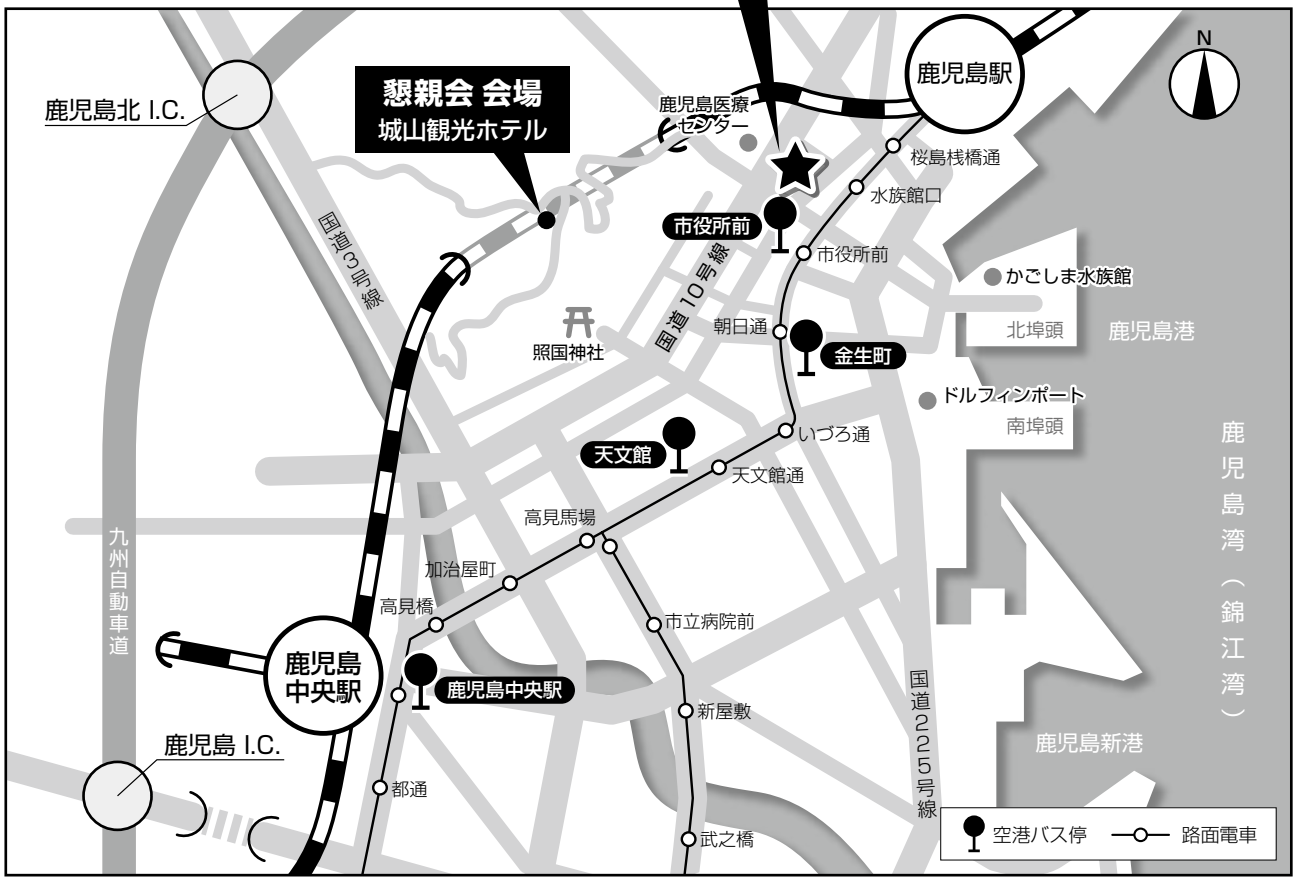 鹿児島駅
N
懇親会 会場
城山観光ホテル
鹿児島北 I.C.
鹿児島医療
センター
桜島桟橋通
水族館口
国道3号線
市役所前
市役所前
国道10号線
かごしま水族館
北埠頭
鹿児島港
朝日通
金生町
照国神社
ドルフィンポート
南埠頭
いづろ通
天文館
天文館通
鹿児島湾(錦江湾)
高見馬場
九州自動車道
加治屋町
高見橋
市立病院前
鹿児島
中央駅
鹿児島中央駅
国道225号線
新屋敷
鹿児島 I.C.
鹿児島新港
都通
武之橋
空港バス停
路面電車